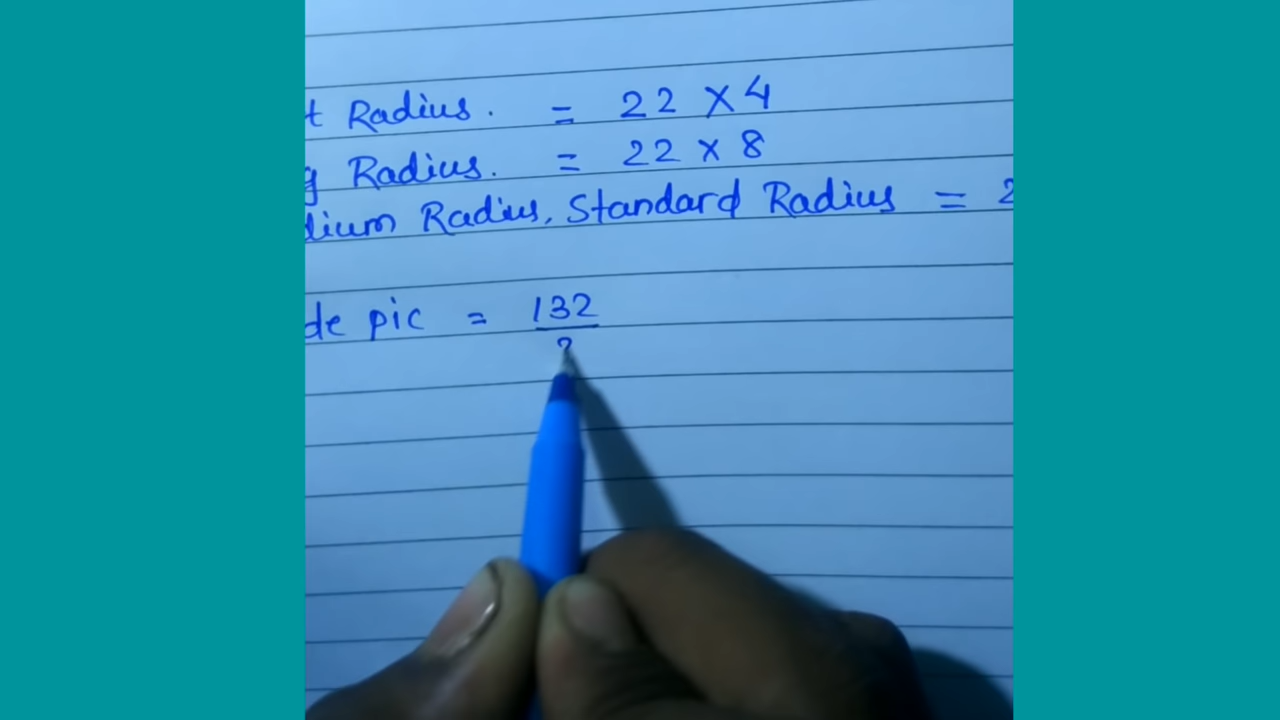 t Radius. = 22 × 4
g Radius. = 22 × 8
dium Radius, Standard Radius = 2
de pic = 132